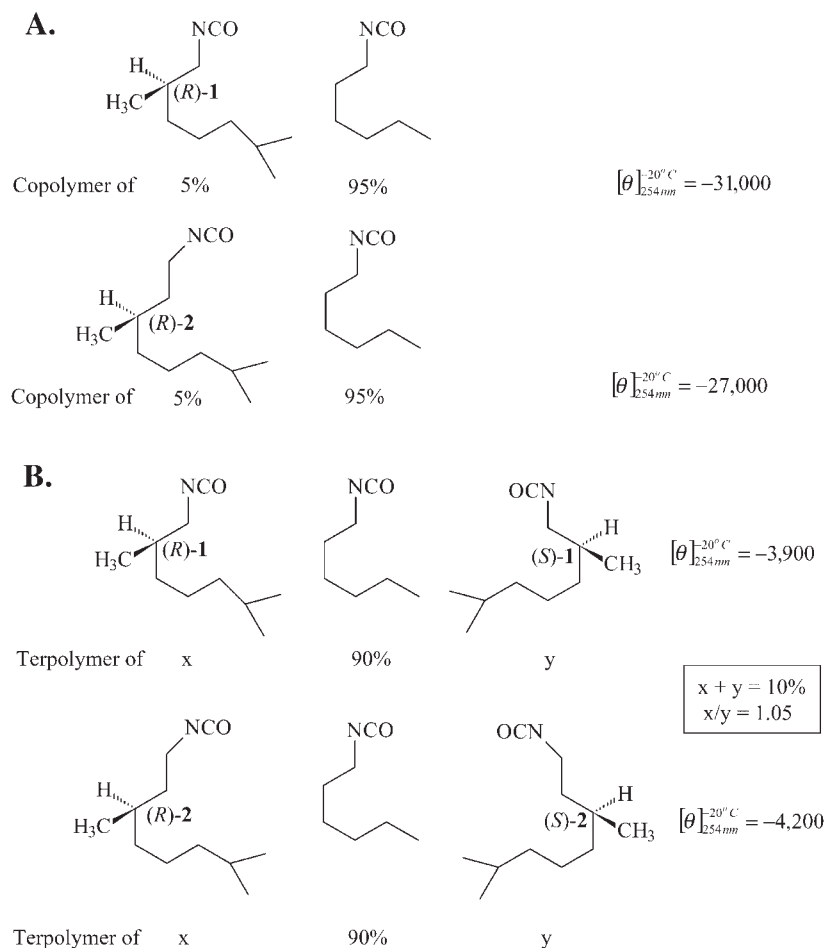 A.
NCO NCO
H
H₃C (R)-1
Copolymer of 5% 95% [θ]²⁵⁴ⁿᵐ₋₂₀°C = –31,000
NCO NCO
H
H₃C (R)-2
Copolymer of 5% 95% [θ]₂₅₄ₙₘ⁻²⁰°ᶜ = –27,000
B.
NCO NCO OCN
H H
H₃C (R)-1 (S)-1 CH₃ [θ]₂₅₄ₙₘ⁻²⁰°ᶜ = –3,900
Terpolymer of x 90% y
x + y = 10%
x/y = 1.05
NCO NCO OCN
H H
H₃C (R)-2 (S)-2 CH₃ [θ]₂₅₄ₙₘ⁻²⁰°ᶜ = –4,200
Terpolymer of x 90% y